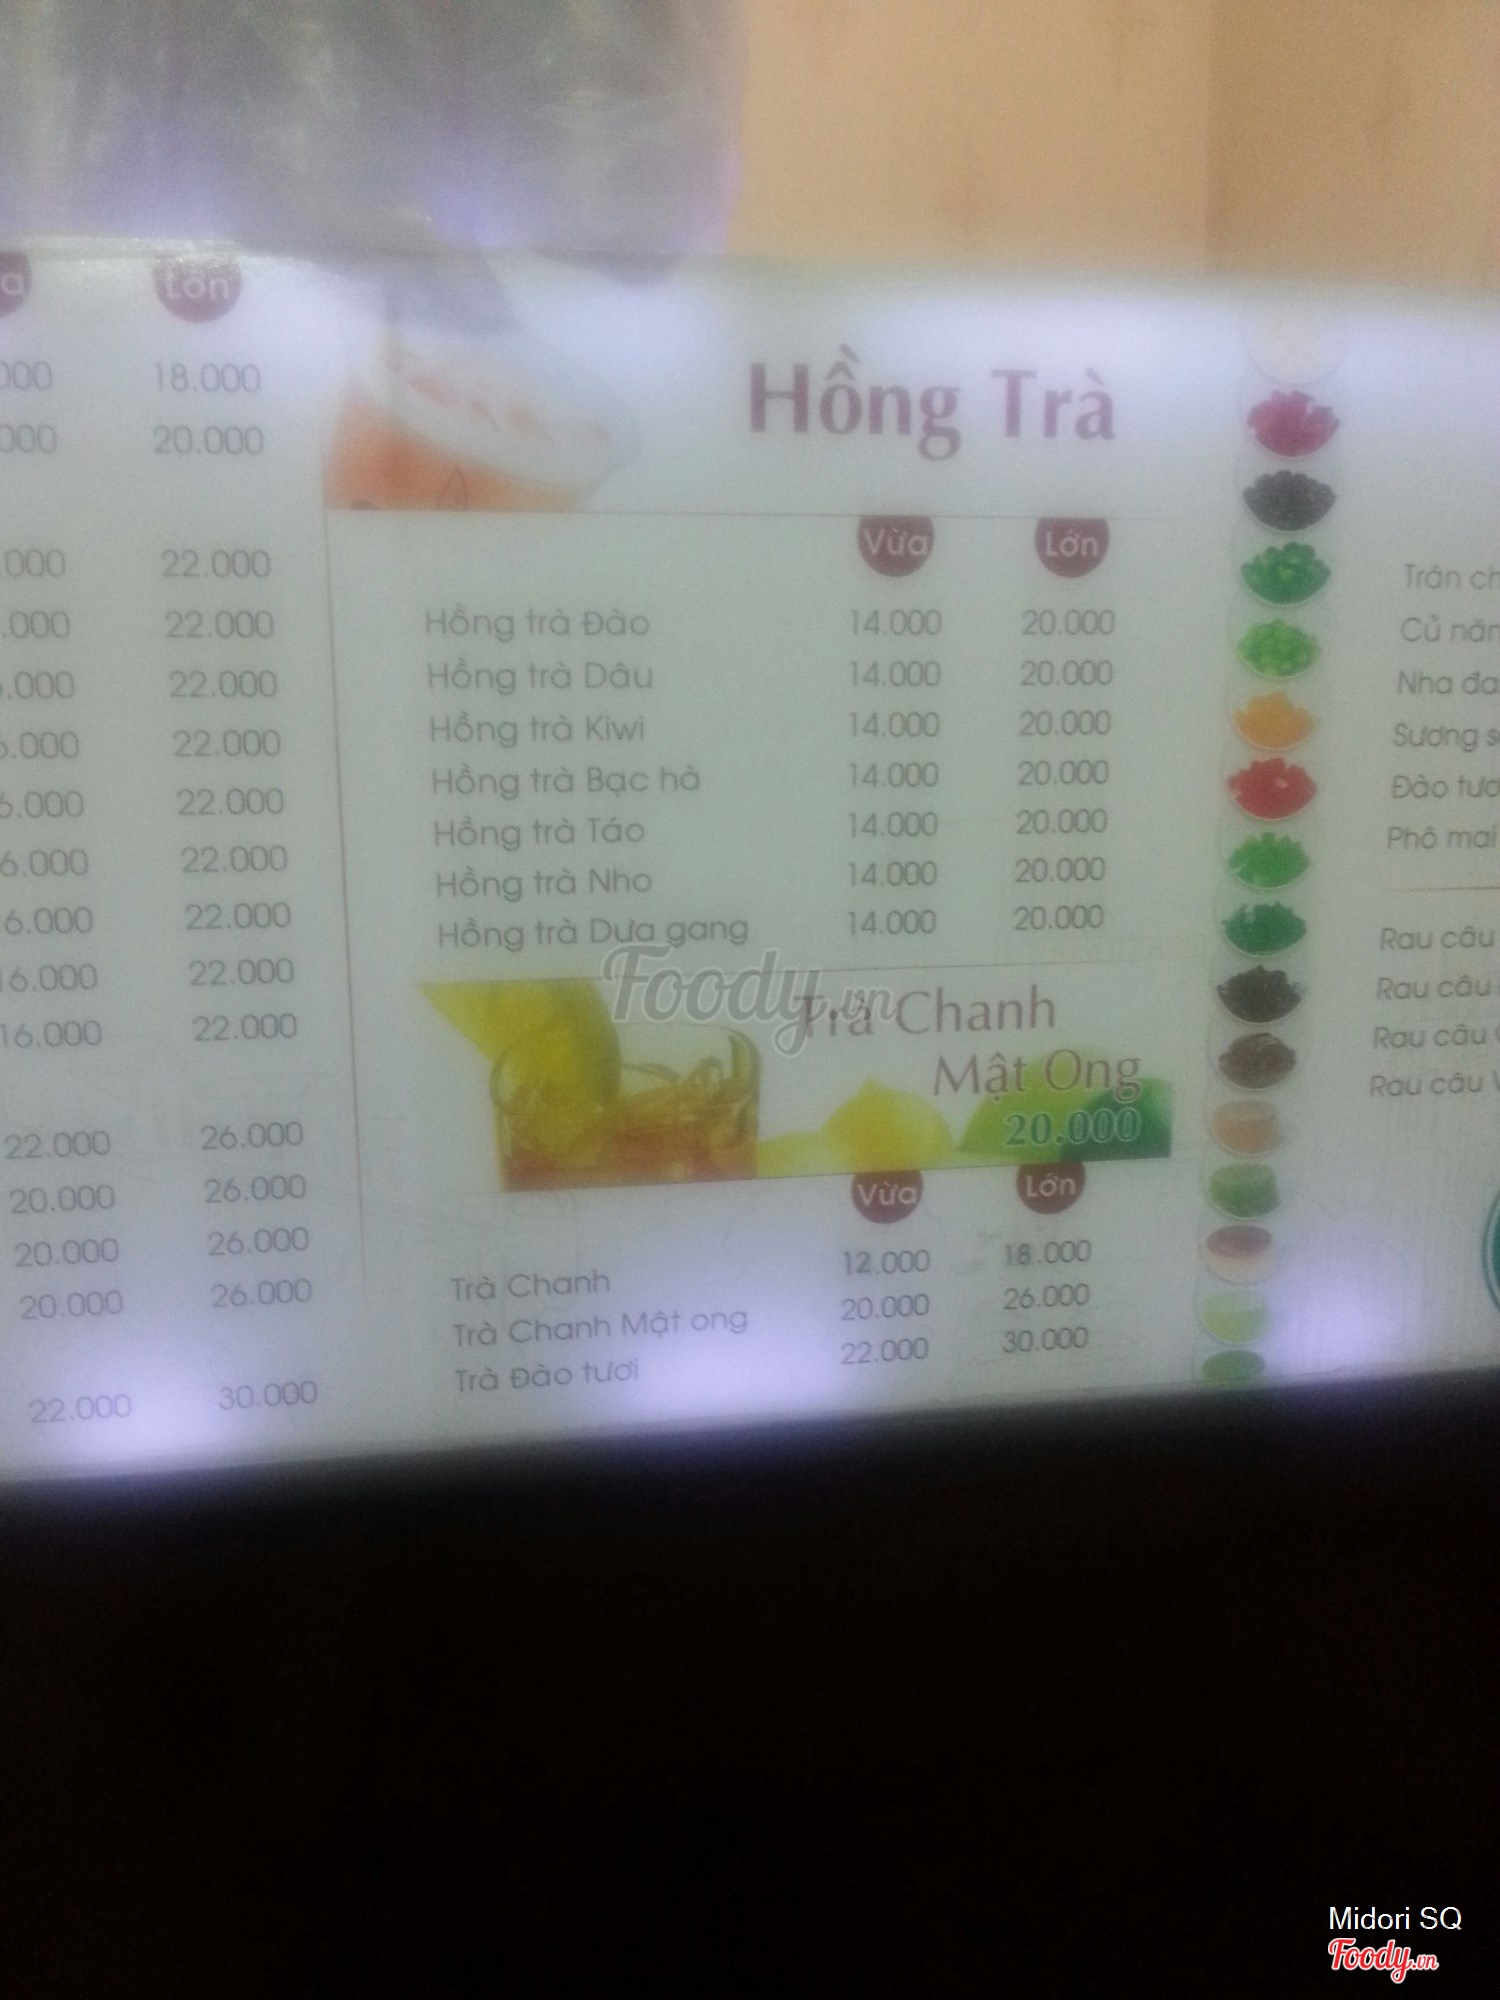 Lớn
18.000
20.000
22.000
22.000
22.000
22.000
22.000
22.000
22.000
16.000 22.000
16.000 22.000
22.000 26.000
20.000 26.000
20.000 26.000
20.000 26.000
22.000 30.000
Hồng Trà
Vừa Lớn
Hồng trà Đào 14.000 20.000
Hồng trà Dâu 14.000 20.000
Hồng trà Kiwi 14.000 20.000
Hồng trà Bạc hà 14.000 20.000
Hồng trà Táo 14.000 20.000
Hồng trà Nho 14.000 20.000
Hồng trà Dưa gang 14.000 20.000
Foody.vn
Trà Chanh
Mật Ong
20.000
Vừa Lớn
Trà Chanh 12.000 18.000
Trà Chanh Mật ong 20.000 26.000
Trà Đào tươi 22.000 30.000
Trân
Củ
Nha
Sương
Đào
Phô mai
Rau câu
Rau câu
Rau câu
Rau câu
Midori SQ
Foody.vn